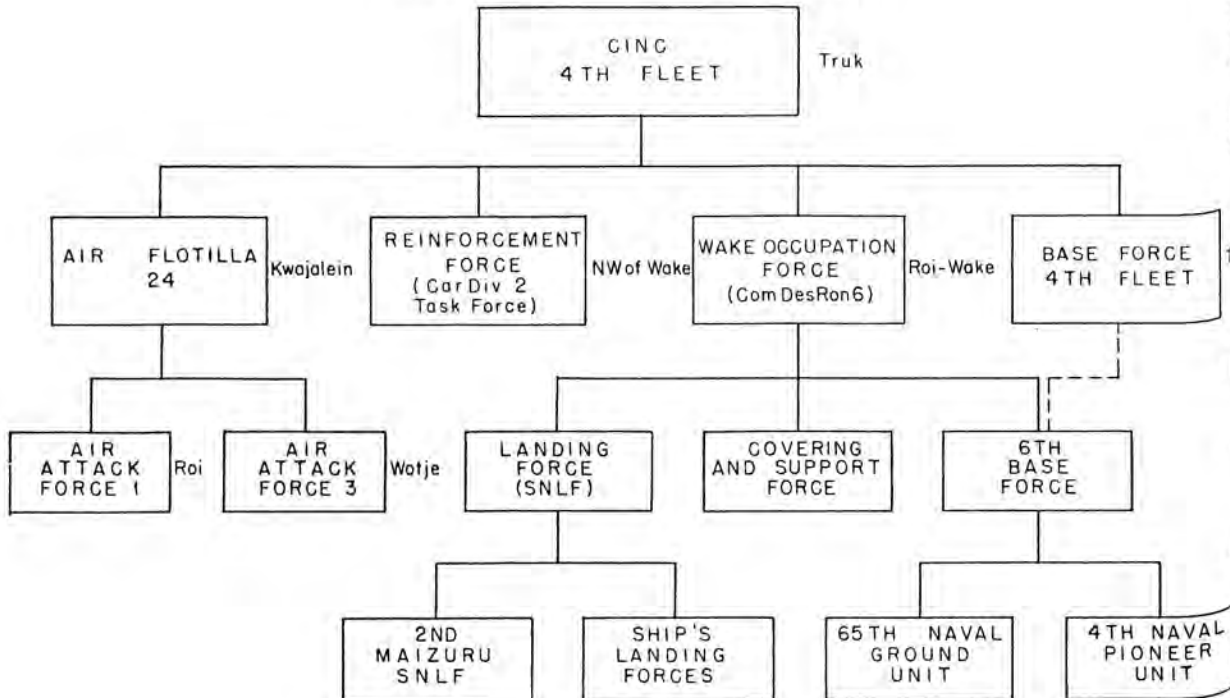 CINC
4TH FLEET
Truk
AIR FLOTILLA
24
Kwajalein
REINFORCEMENT
FORCE
(CarDiv 2
Task Force)
NW of Wake
WAKE OCCUPATION
FORCE
(ComDesRon6)
Roi-Wake
BASE FORCE
4TH FLEET
AIR
ATTACK
FORCE 1
Roi
AIR
ATTACK
FORCE 3
Wotje
LANDING
FORCE
(SNLF)
COVERING
AND SUPPORT
FORCE
6TH
BASE
FORCE
2ND
MAIZURU
SNLF
SHIP'S
LANDING
FORCES
65TH NAVAL
GROUND
UNIT
4TH NAVAL
PIONEER
UNIT